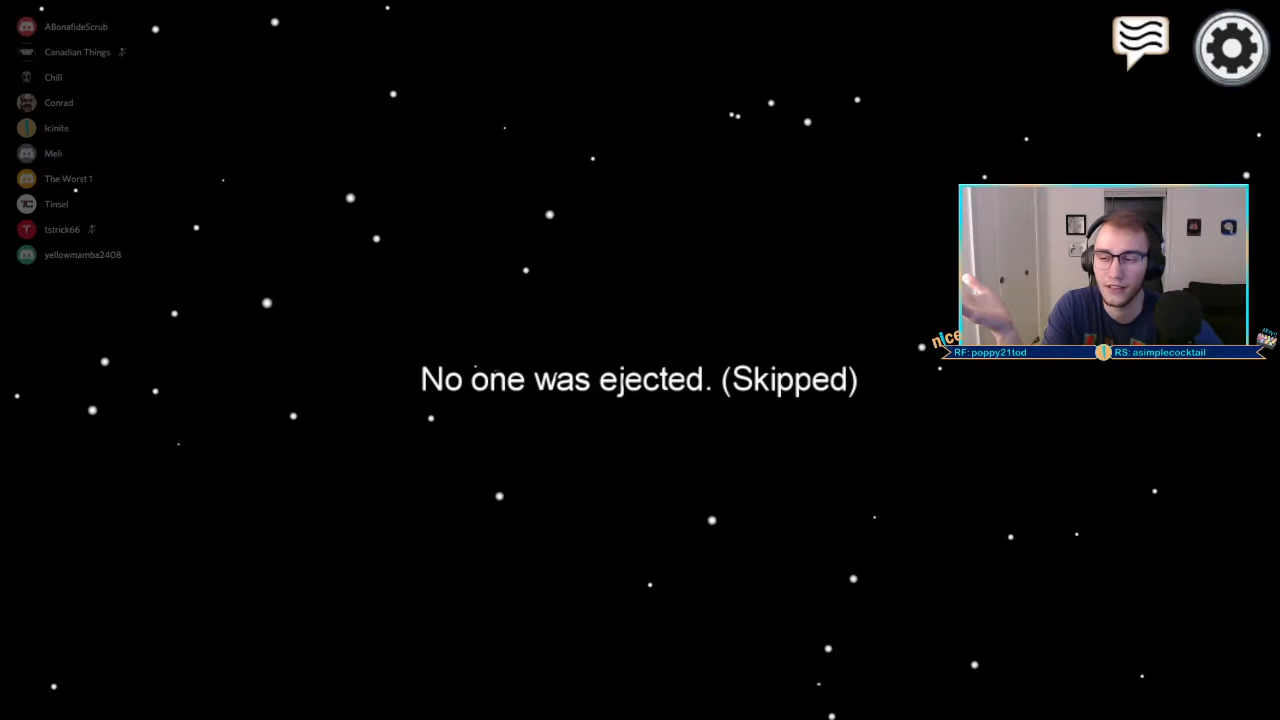 ABonafideScrub
Canadian Things
Chill
Conrad
Icinite
Meli
The Worst 1
Tinsel
tstrick66
yellowmamba2408
No one was ejected. (Skipped)
nice
RF: poppy21tod
RS: asimplecocktail